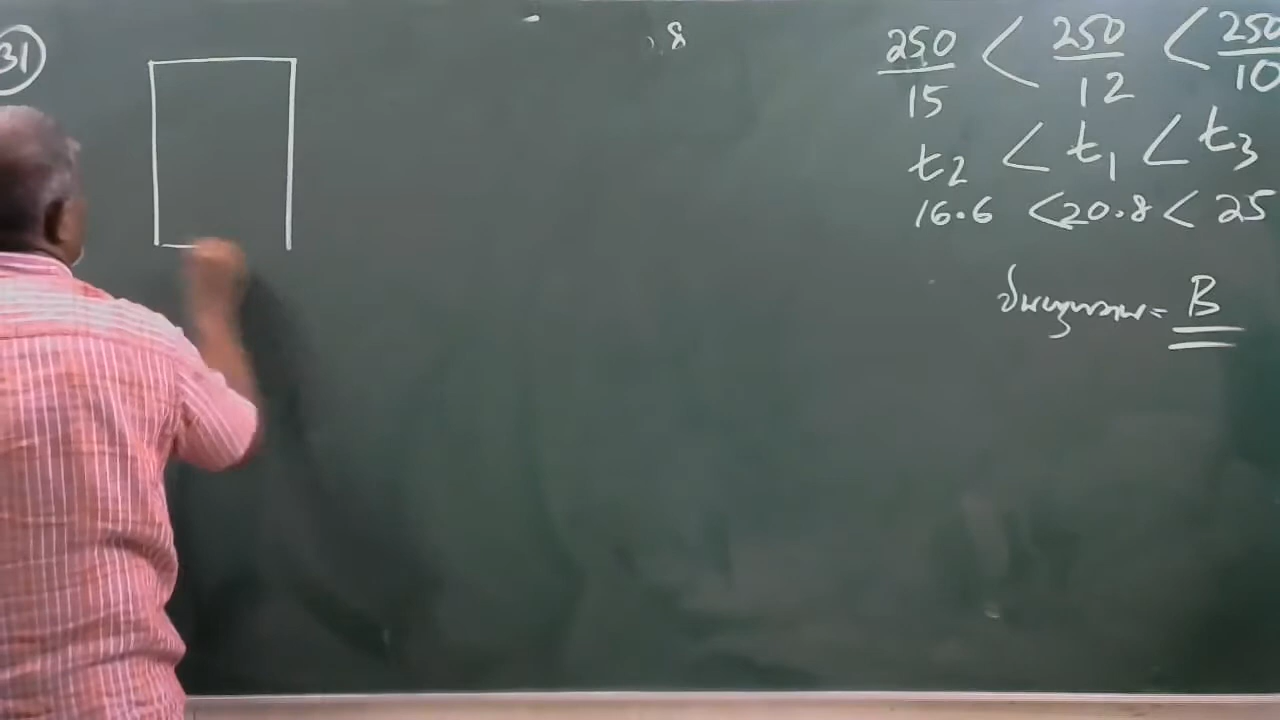 31
.8
250/15 < 250/12 < 250/10
t2 < t1 < t3
16.6 < 20.8 < 25
= B